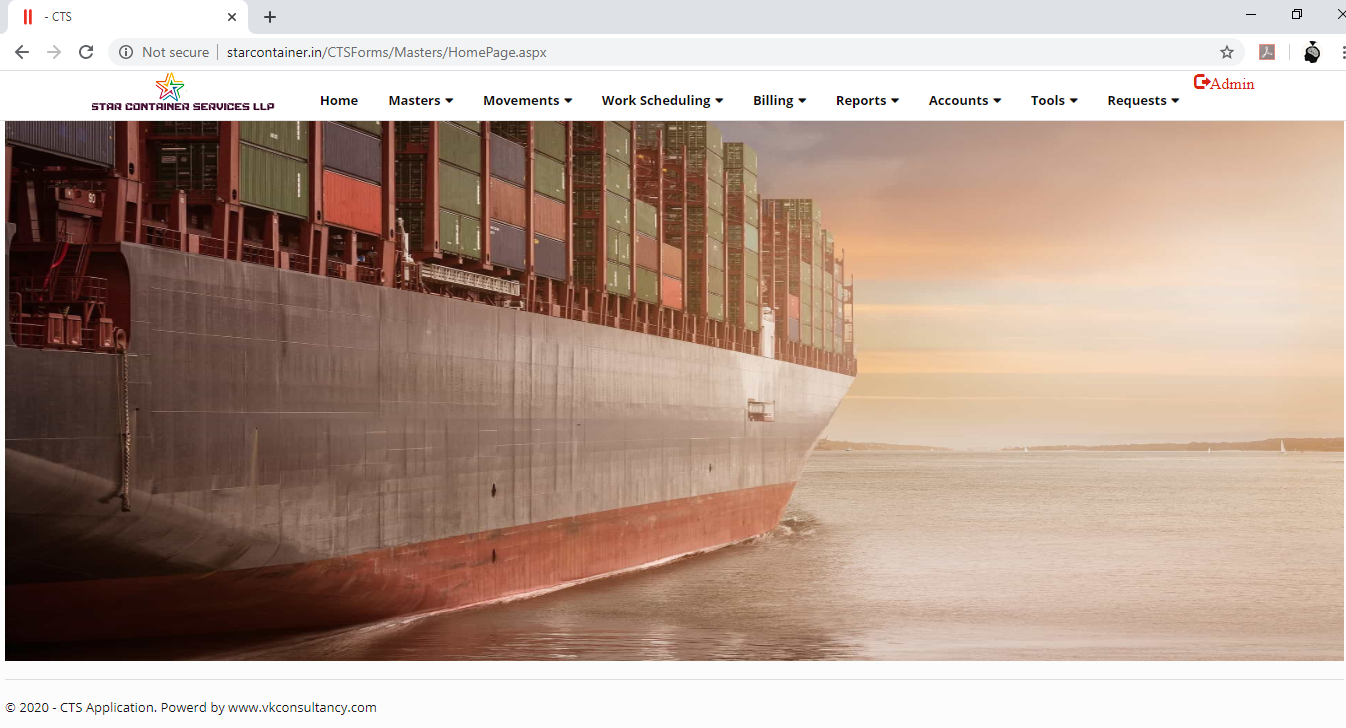 - CTS
Not secure starcontainer.in/CTSForms/Masters/HomePage.aspx
STAR CONTAINER SERVICES LLP
Home Masters Movements Work Scheduling Billing Reports Accounts Tools Requests Admin
© 2020 - CTS Application. Powerd by www.vkconsultancy.com